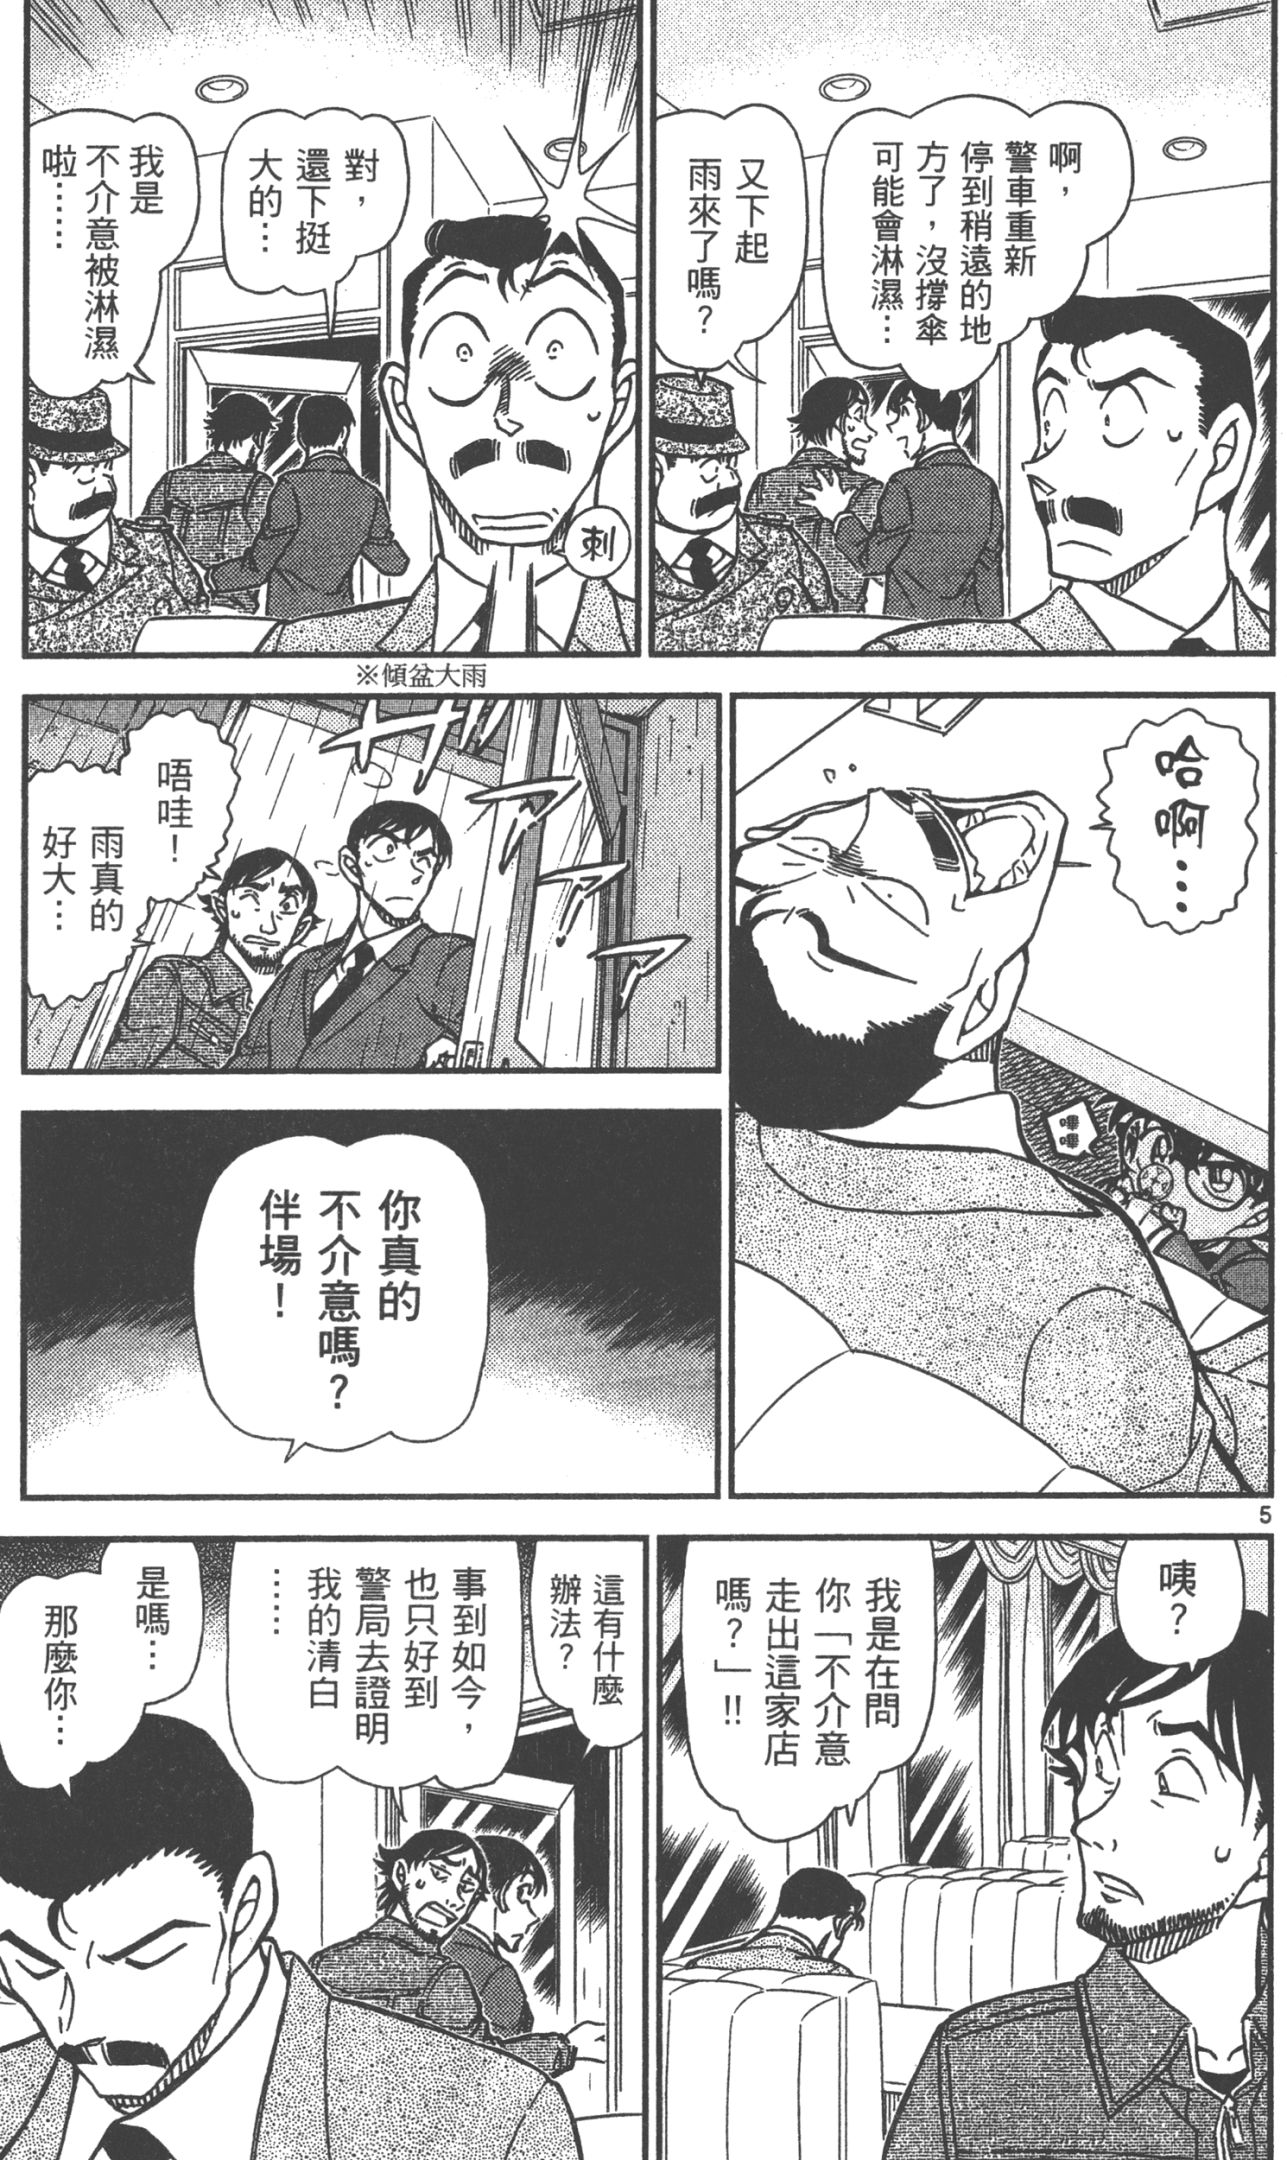 啊，
警車重新
停到稍遠的地
方了，沒撐傘
可能會淋濕…
又下起
雨來了嗎？
對，
還下挺
大的…
我是
不介意被淋濕
啦……
刺
※傾盆大雨
哈啊…
嗶嗶
唔哇！
雨真的
好大…
你真的
不介意嗎？
伴場！
5
咦？
我是在問
你「不介意
走出這家店
嗎？」!!
這有什麼
辦法？
事到如今，
也只好到
警局去證明
我的清白
……
是嗎…
那麼你…